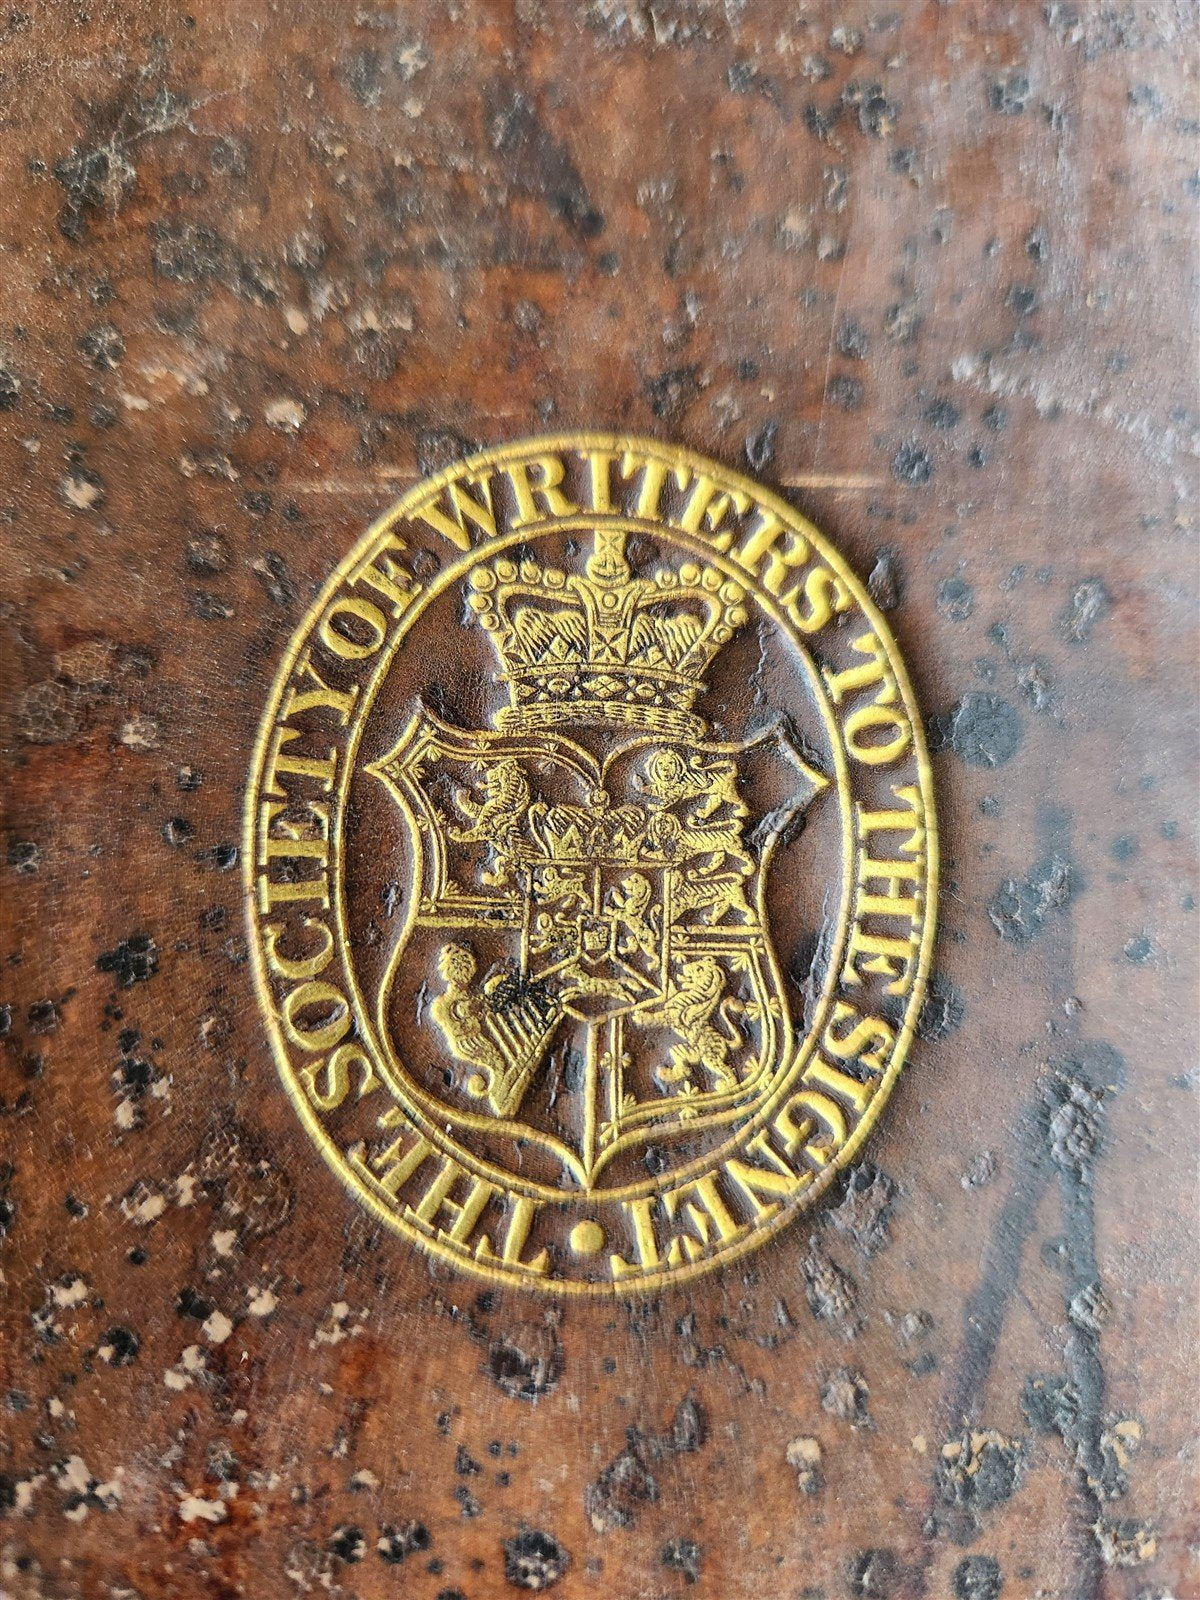 THE SOCIETY OF WRITERS TO THE SIGNET